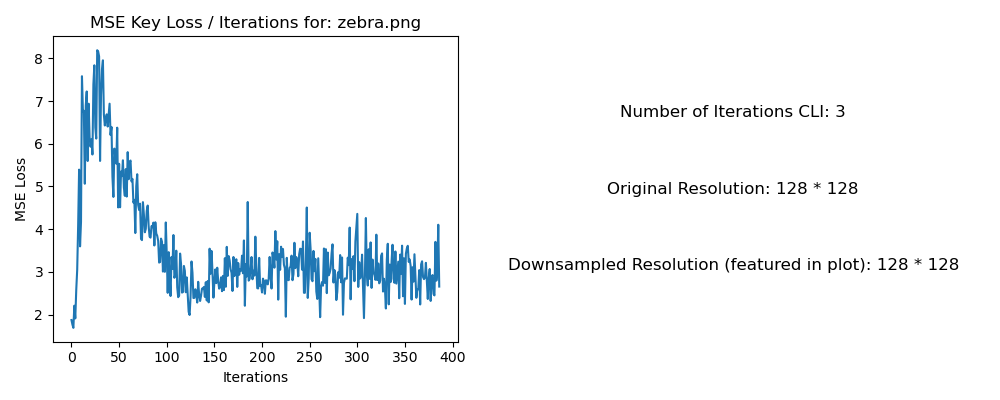 MSE Key Loss / Iterations for: zebra.png
8
7
6
5
4
3
2
MSE Loss
0 50 100 150 200 250 300 350 400
Iterations
Number of Iterations CLI: 3
Original Resolution: 128 * 128
Downsampled Resolution (featured in plot): 128 * 128